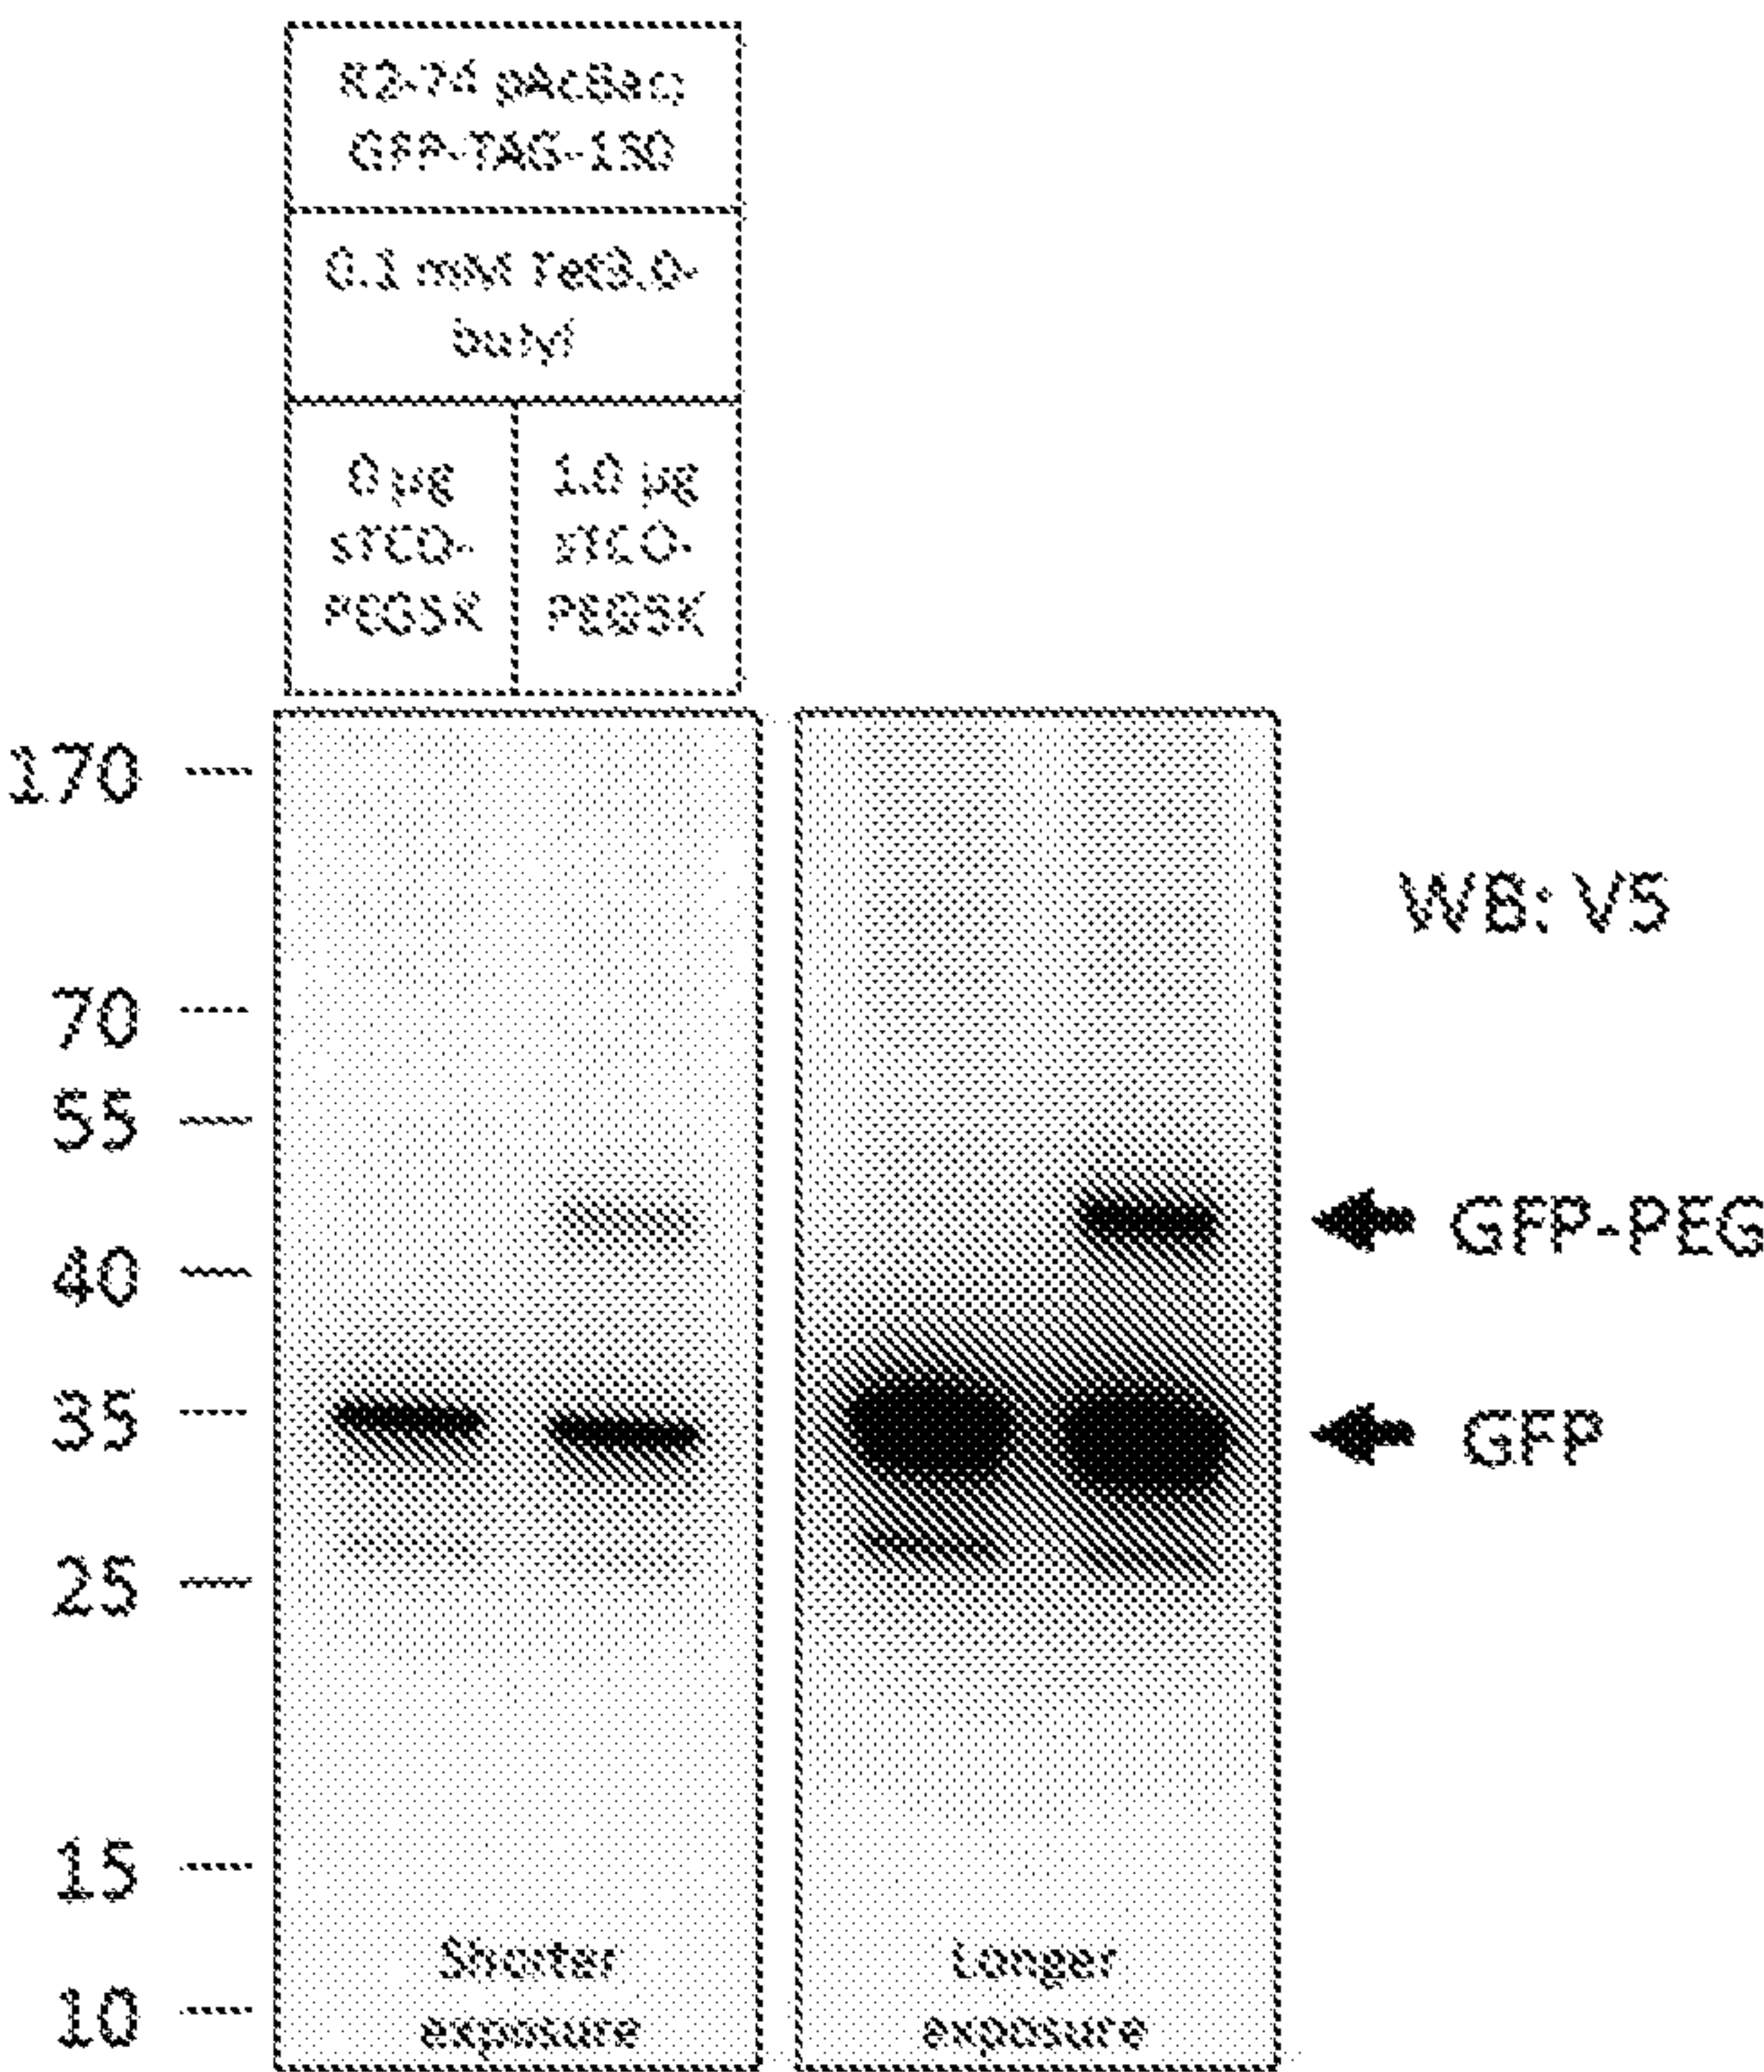 R2-74 pAcBac
GFP-TAG-150
0.1 mM Tet3.0-
butyl
0 µg
sTCO-
PEG5K
1.0 µg
sTCO-
PEG5K
170
70
55
40
35
25
15
10
WB: V5
GFP-PEG
GFP
Shorter
exposure
Longer
exposure